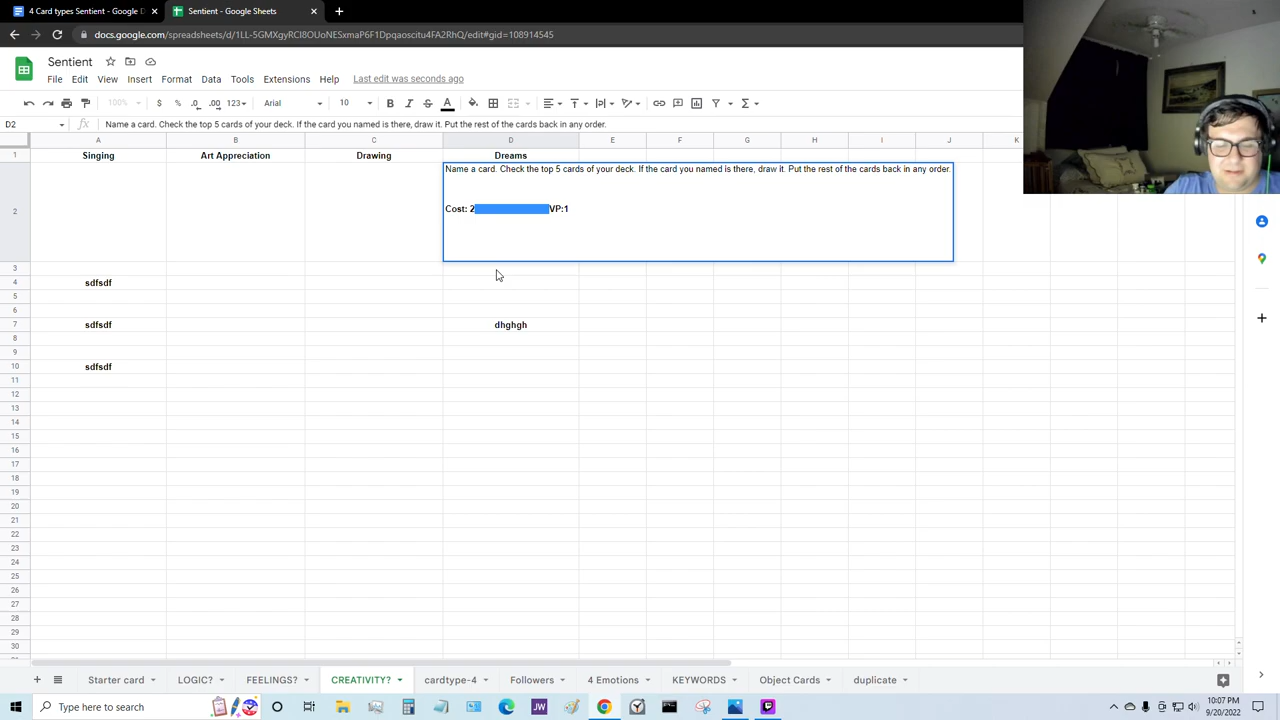 4 Card types Sentient - Google D
Sentient - Google Sheets
docs.google.com/spreadsheets/d/1LL-5GMXgyRCl8OUoNESxmaP6F1Dpqaoscitu4FA2RhQ/edit#gid=108914545
Sentient
File Edit View Insert Format Data Tools Extensions Help Last edit was seconds ago
100% $ % .0 .00 123 Arial 10 B I S A
D2 fx Name a card. Check the top 5 cards of your deck. If the card you named is there, draw it. Put the rest of the cards back in any order.
A B C D E F G H I J K
1 Singing Art Appreciation Drawing Dreams
Name a card. Check the top 5 cards of your deck. If the card you named is there, draw it. Put the rest of the cards back in any order.
2 Cost: 2 VP:1
3
4 sdfsdf
5
6
7 sdfsdf dhghgh
8
9
10 sdfsdf
11
12
13
14
15
16
17
18
19
20
21
22
23
24
25
26
27
28
29
30
Starter card LOGIC? FEELINGS? CREATIVITY? cardtype-4 Followers 4 Emotions KEYWORDS Object Cards duplicate
Type here to search
JW
10:07 PM
9/20/2022